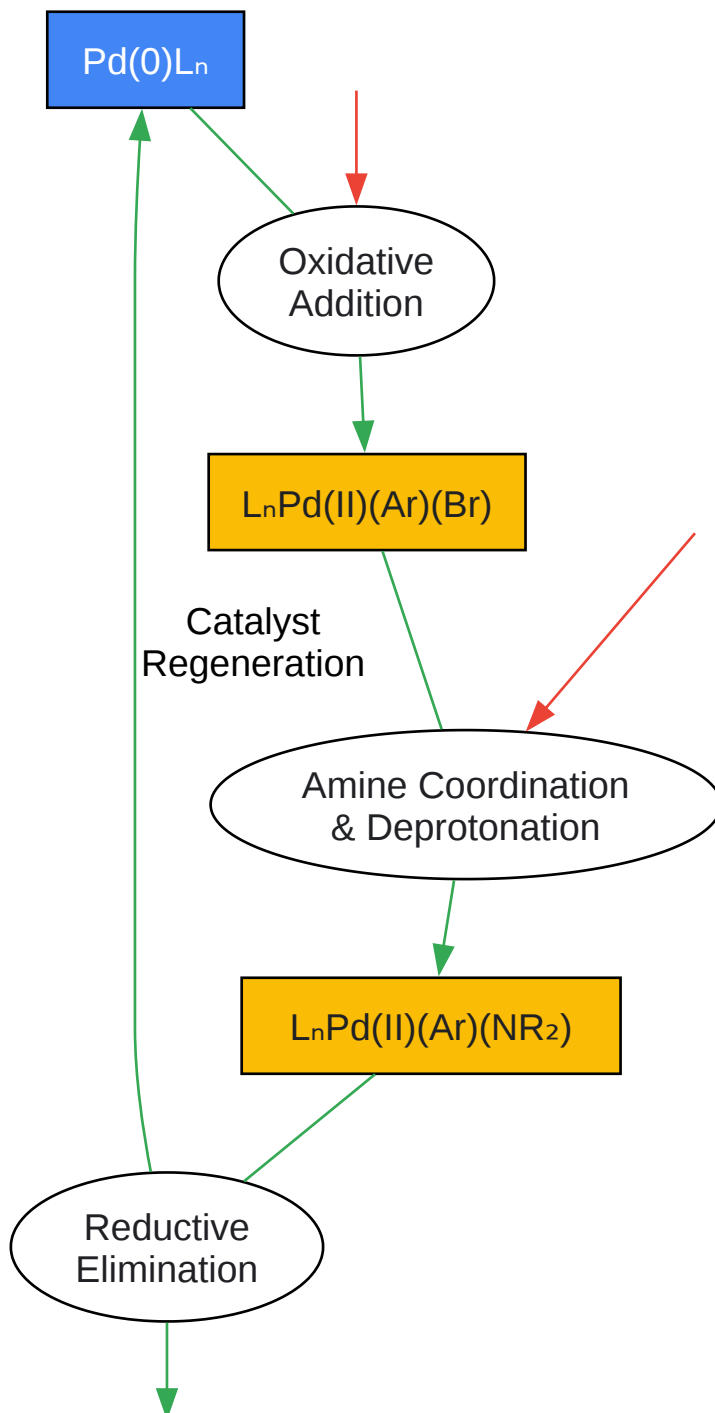 Pd(0)Lₙ
Oxidative
Addition
LₙPd(II)(Ar)(Br)
Catalyst
Regeneration
Amine Coordination
& Deprotonation
LₙPd(II)(Ar)(NR₂)
Reductive
Elimination